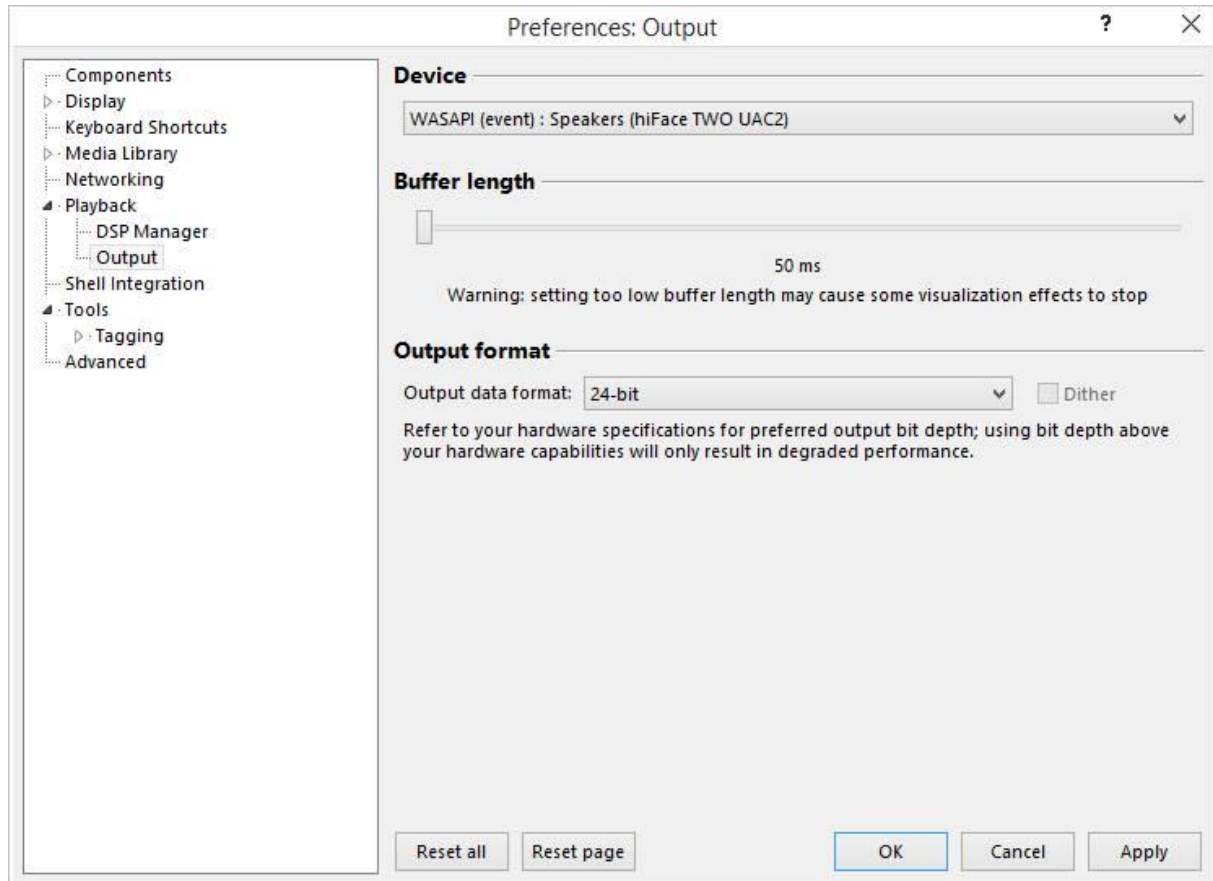 Preferences: Output
?
Components
Display
Keyboard Shortcuts
Media Library
Networking
Playback
DSP Manager
Output
Shell Integration
Tools
Tagging
Advanced
Device
WASAPI (event) : Speakers (hiFace TWO UAC2)
Buffer length
50 ms
Warning: setting too low buffer length may cause some visualization effects to stop
Output format
Output data format: 24-bit Dither
Refer to your hardware specifications for preferred output bit depth; using bit depth above
your hardware capabilities will only result in degraded performance.
Reset all Reset page OK Cancel Apply